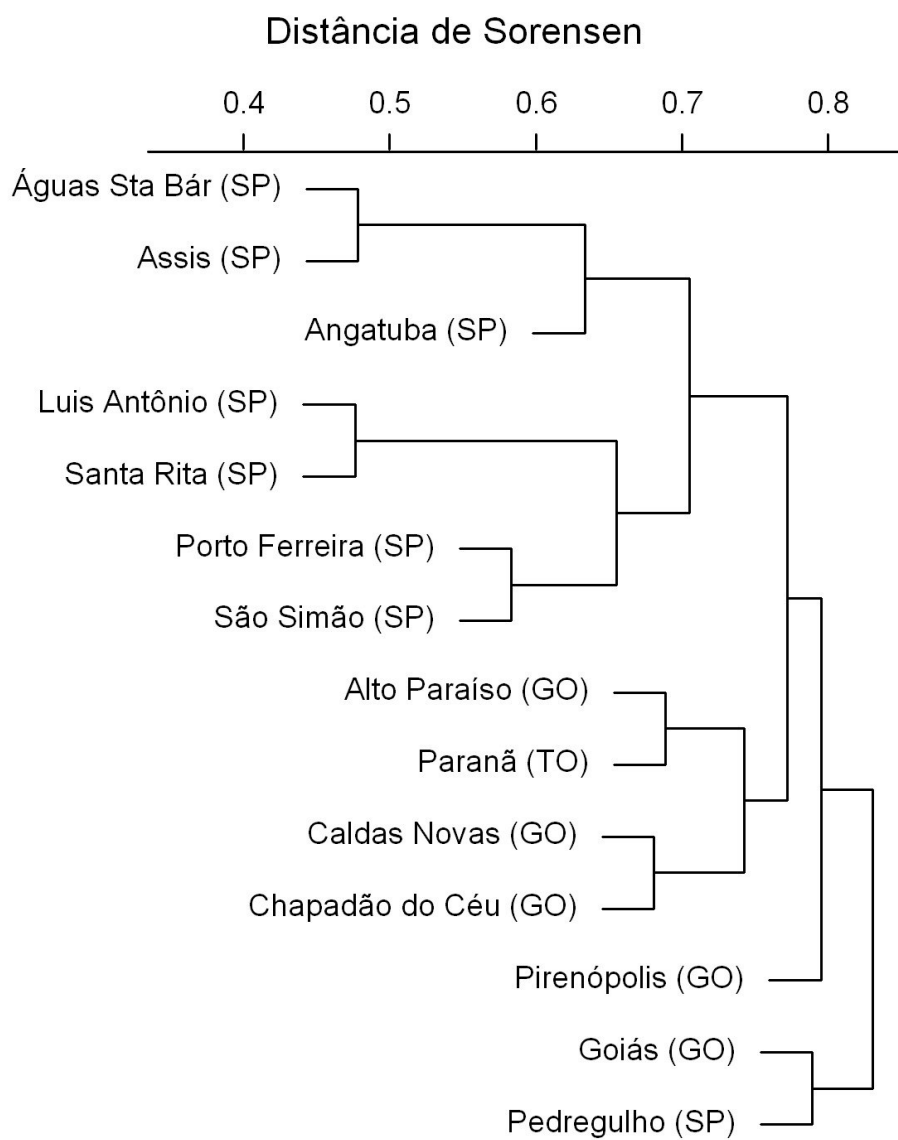 Distância de Sorensen
0.4 0.5 0.6 0.7 0.8
Águas Sta Bár (SP)
Assis (SP)
Angatuba (SP)
Luis Antônio (SP)
Santa Rita (SP)
Porto Ferreira (SP)
São Simão (SP)
Alto Paraíso (GO)
Paranã (TO)
Caldas Novas (GO)
Chapadão do Céu (GO)
Pirenópolis (GO)
Goiás (GO)
Pedregulho (SP)